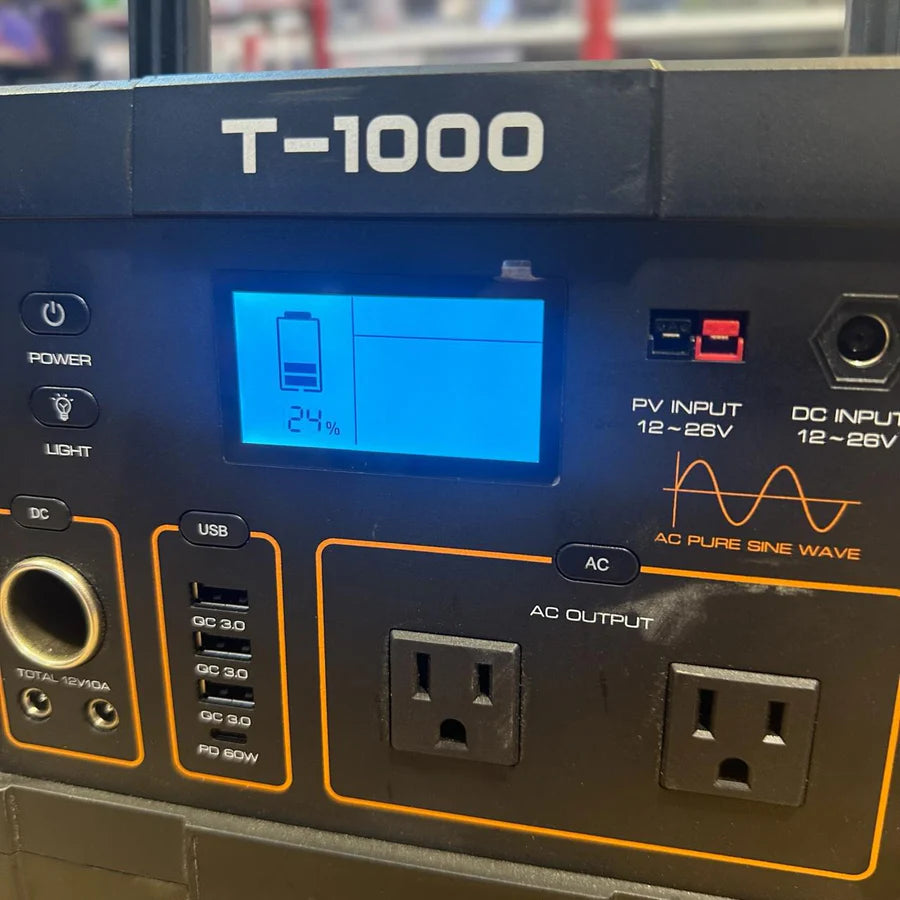 T-1000
POWER
LIGHT
24%
PV INPUT
12~26V
DC INPUT
12~26V
AC PURE SINE WAVE
DC
TOTAL 12V10A
USB
QC 3.0
QC 3.0
QC 3.0
PD 60W
AC
AC OUTPUT